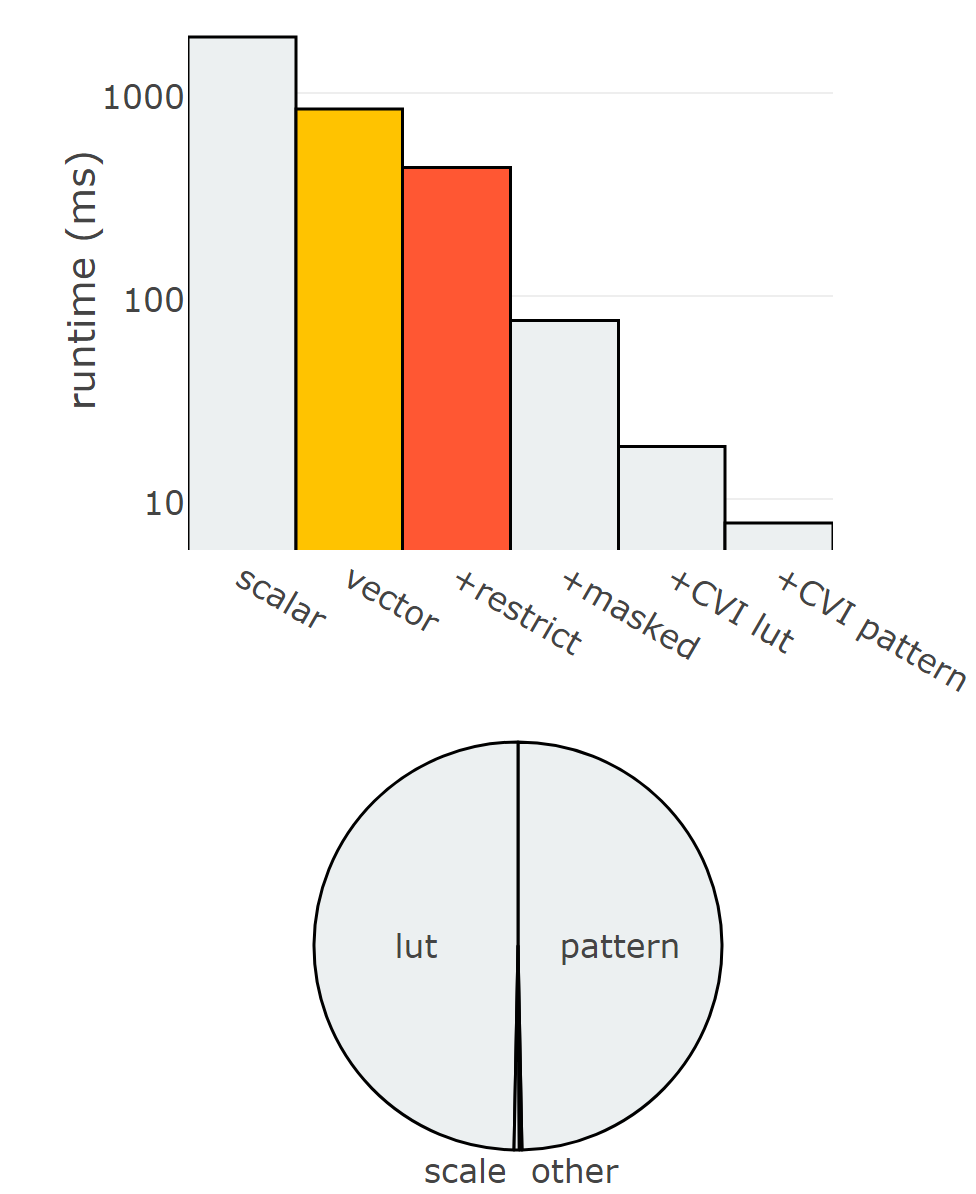 runtime (ms)
1000
100
10
scalar
vector
+restrict
+masked
+CVI lut
+CVI pattern
lut
pattern
scale
other